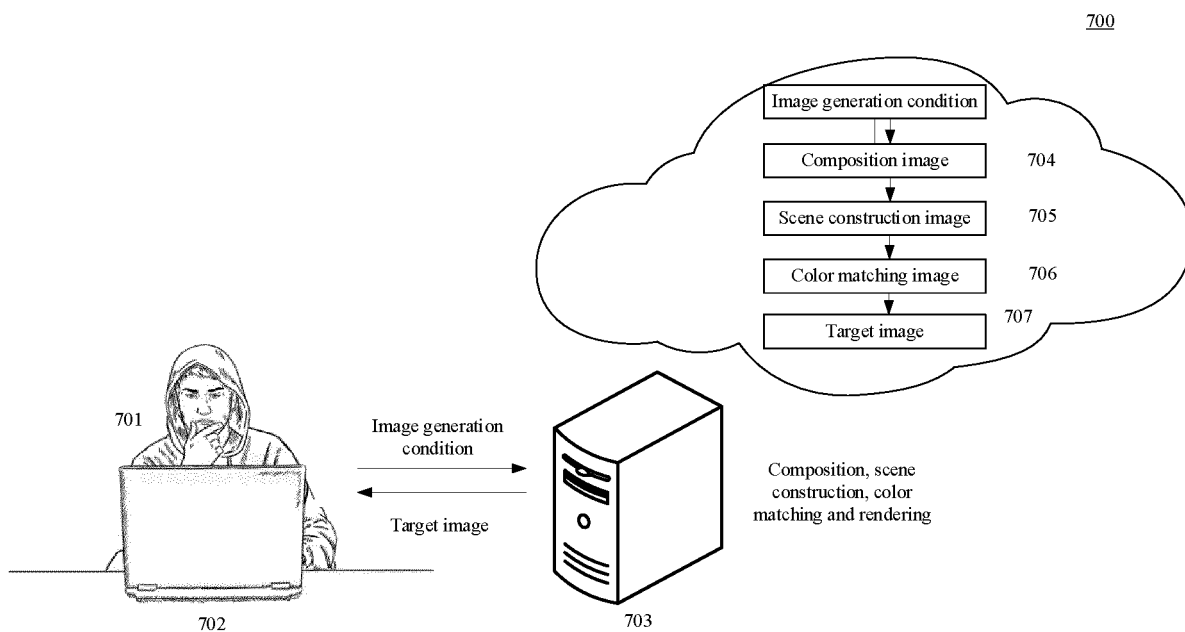 700
Image generation condition
Composition image
704
Scene construction image
705
Color matching image
706
Target image
707
701
Image generation
condition
Target image
702
703
Composition, scene
construction, color
matching and rendering